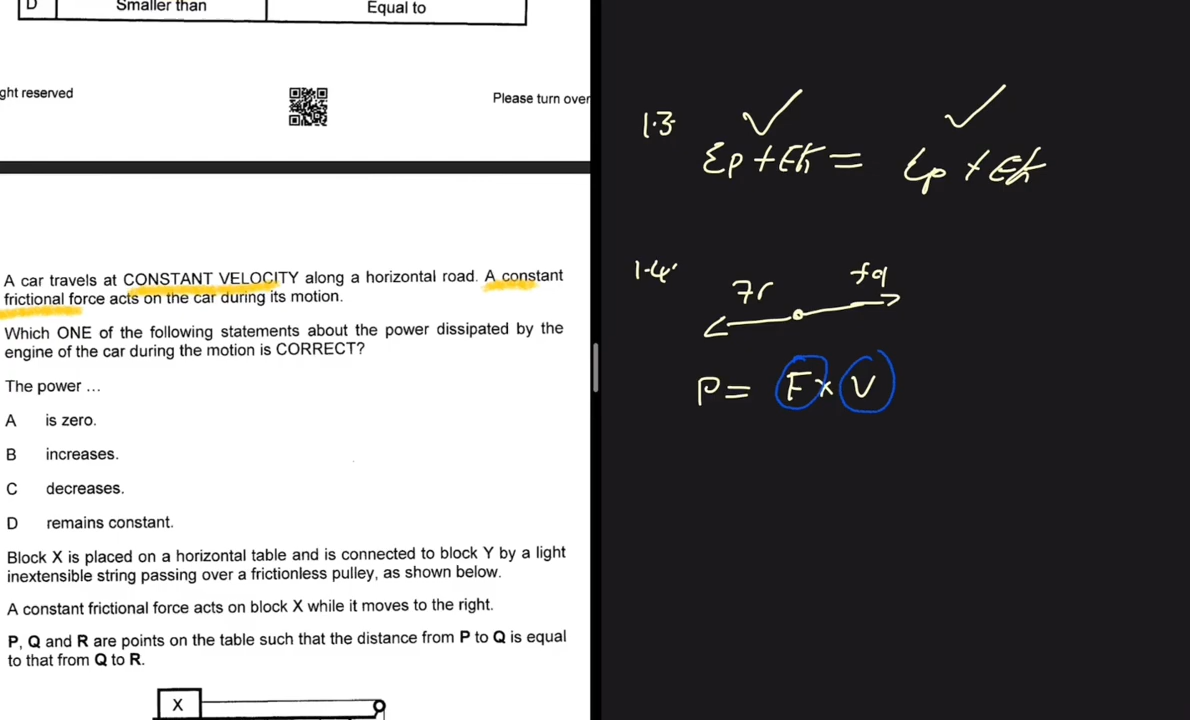 D Smaller than Equal to
ght reserved
Please turn over
A car travels at CONSTANT VELOCITY along a horizontal road. A constant
frictional force acts on the car during its motion.
Which ONE of the following statements about the power dissipated by the
engine of the car during the motion is CORRECT?
The power ...
A is zero.
B increases.
C decreases.
D remains constant.
Block X is placed on a horizontal table and is connected to block Y by a light
inextensible string passing over a frictionless pulley, as shown below.
A constant frictional force acts on block X while it moves to the right.
P, Q and R are points on the table such that the distance from P to Q is equal
to that from Q to R.
X
1.3
Ep + EK = Ep + EK
1.4
P = F x V